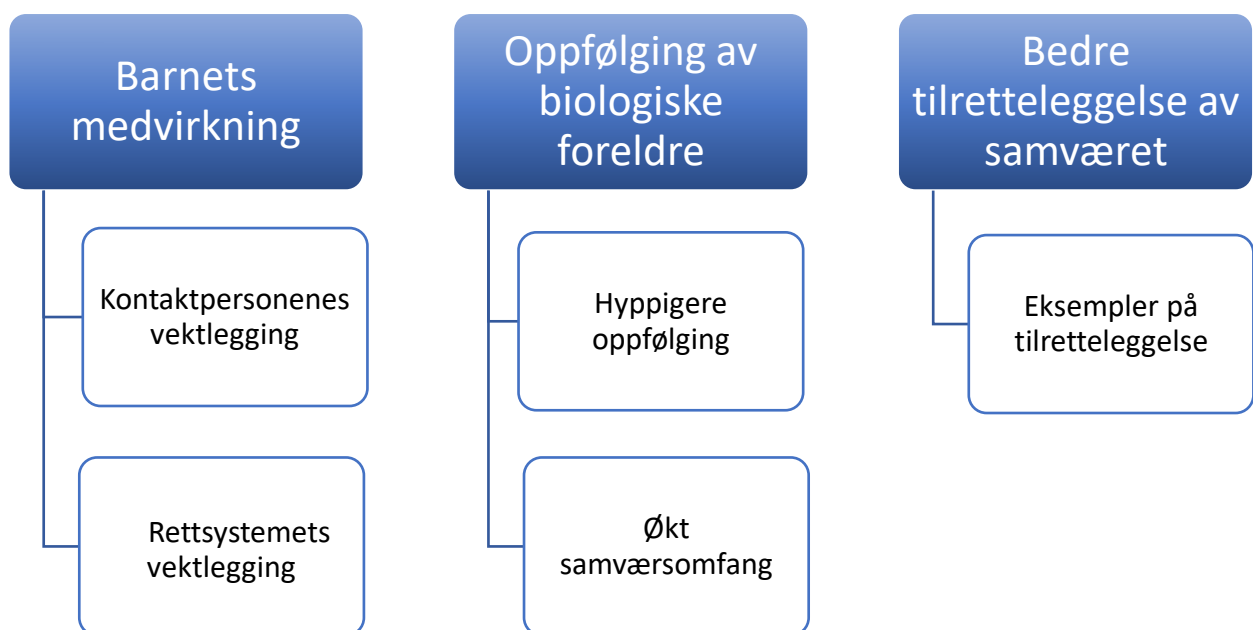 Barnets
medvirkning
Kontaktpersonenes
vektlegging
Rettsystemets
vektlegging
Oppfølging av
biologiske
foreldre
Hyppigere
oppfølging
Økt
samværsomfang
Bedre
tilretteleggelse av
samværet
Eksempler på
tilretteleggelse